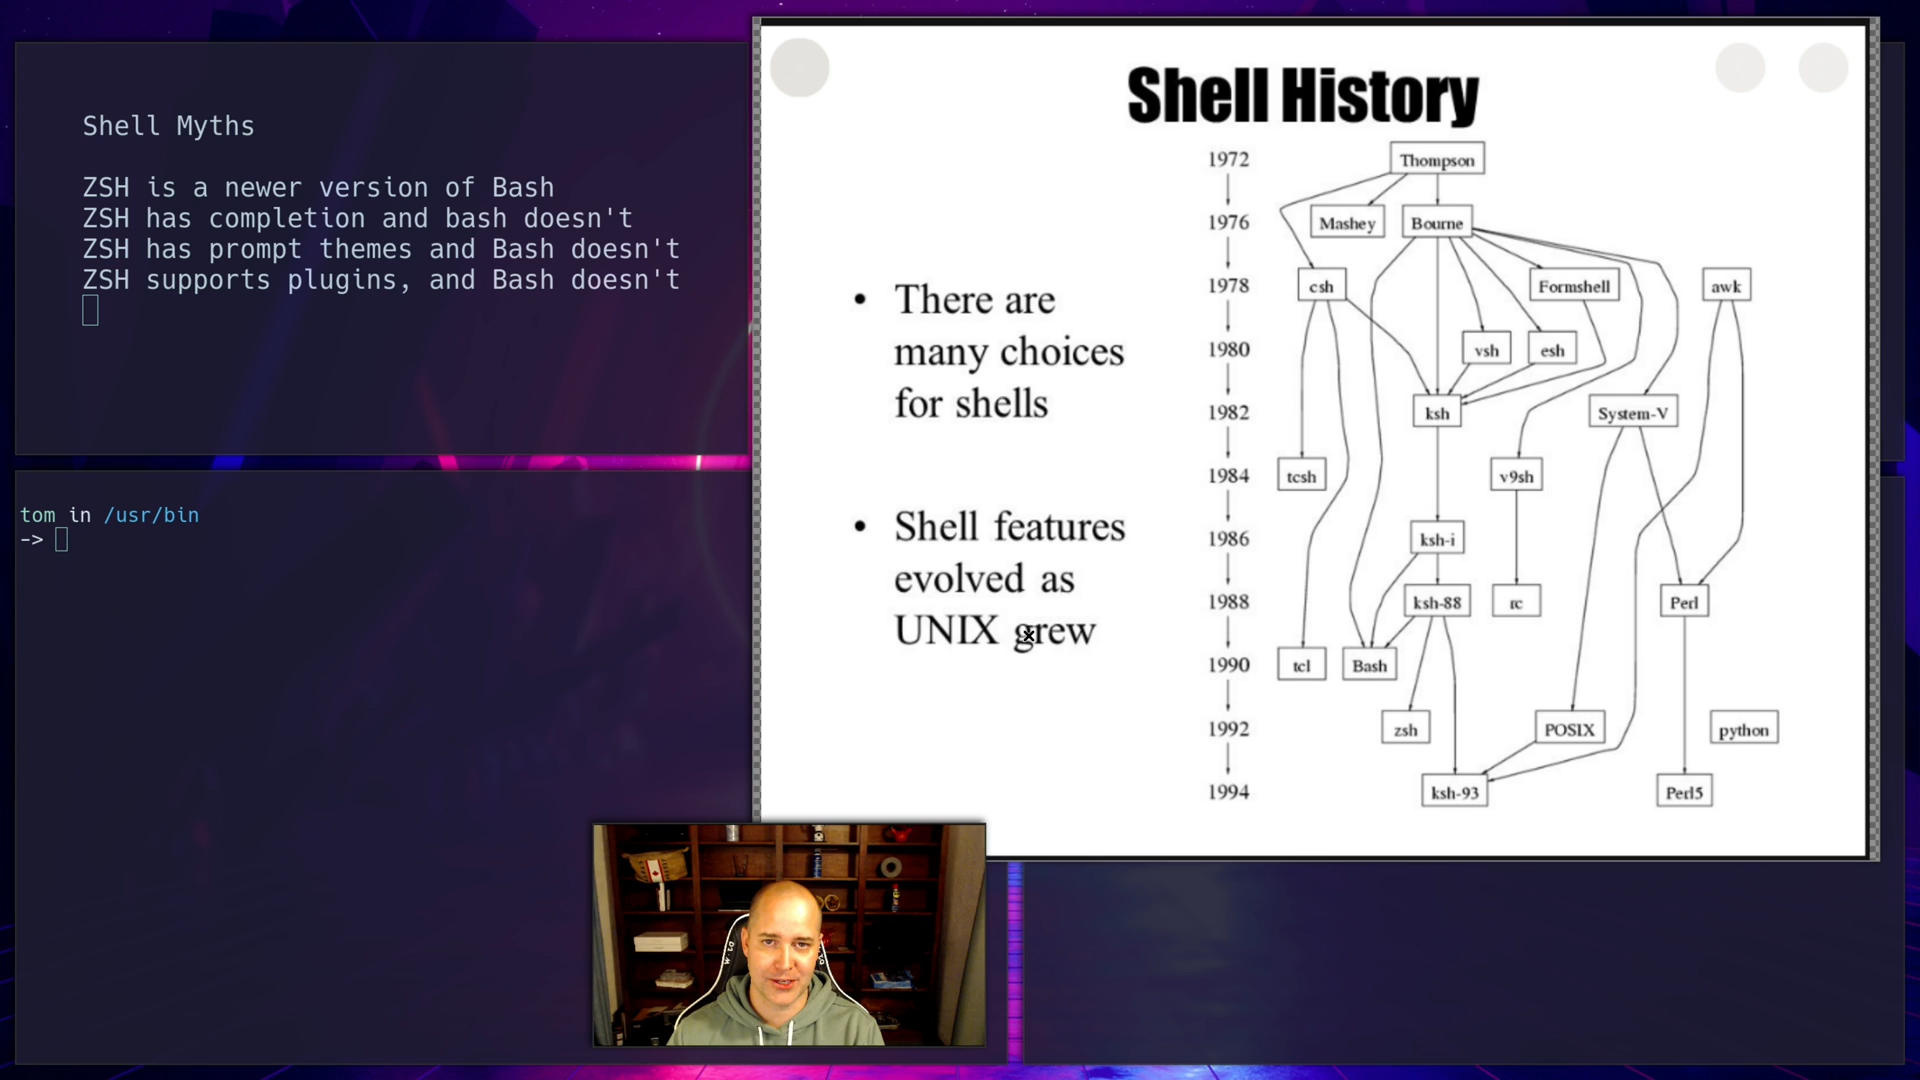 Shell Myths
ZSH is a newer version of Bash
ZSH has completion and bash doesn't
ZSH has prompt themes and Bash doesn't
ZSH supports plugins, and Bash doesn't
tom in /usr/bin
->
Shell History
• There are
many choices
for shells
• Shell features
evolved as
UNIX grew
1972
Thompson
1976
Mashey
Bourne
1978
csh
Formshell
awk
1980
vsh
esh
1982
ksh
System-V
1984
tcsh
v9sh
1986
ksh-i
1988
ksh-88
rc
Perl
1990
tcl
Bash
1992
zsh
POSIX
python
1994
ksh-93
Perl5